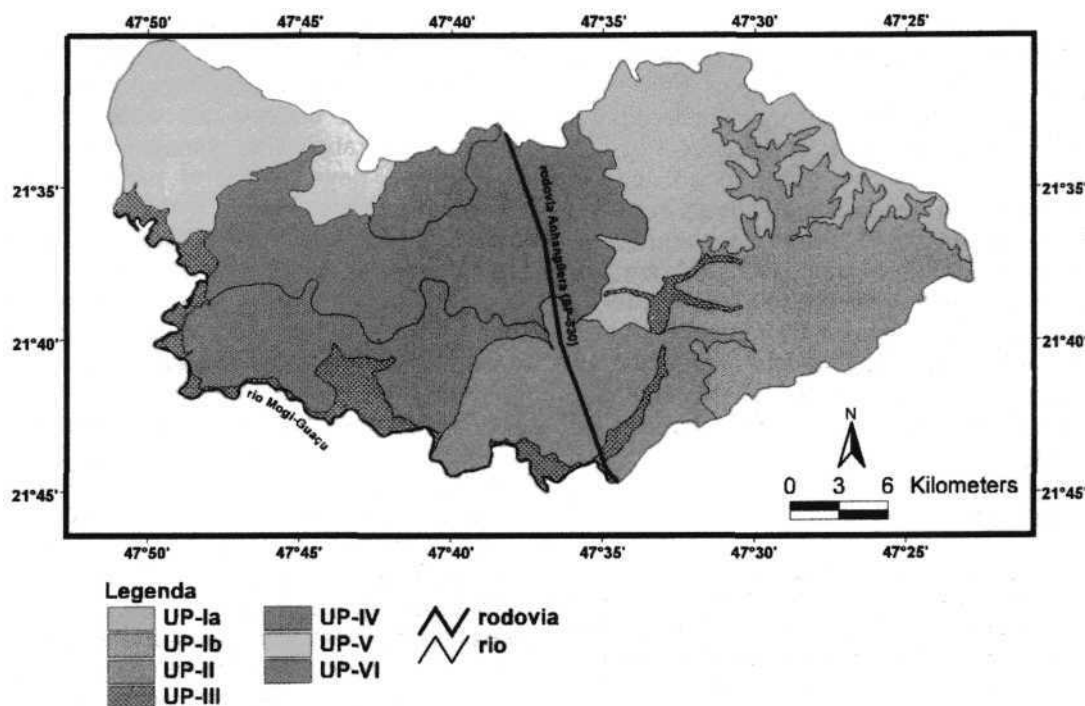 47°50' 47°45' 47°40' 47°35' 47°30' 47°25'
21°35' 21°35'
rodovia Anhangüera (SP-330)
21°40' 21°40'
rio Mogi-Guaçu
N
0 3 6 Kilometers
21°45' 21°45'
47°50' 47°45' 47°40' 47°35' 47°30' 47°25'
Legenda
UP-Ia UP-IV rodovia
UP-Ib UP-V rio
UP-II UP-VI
UP-III